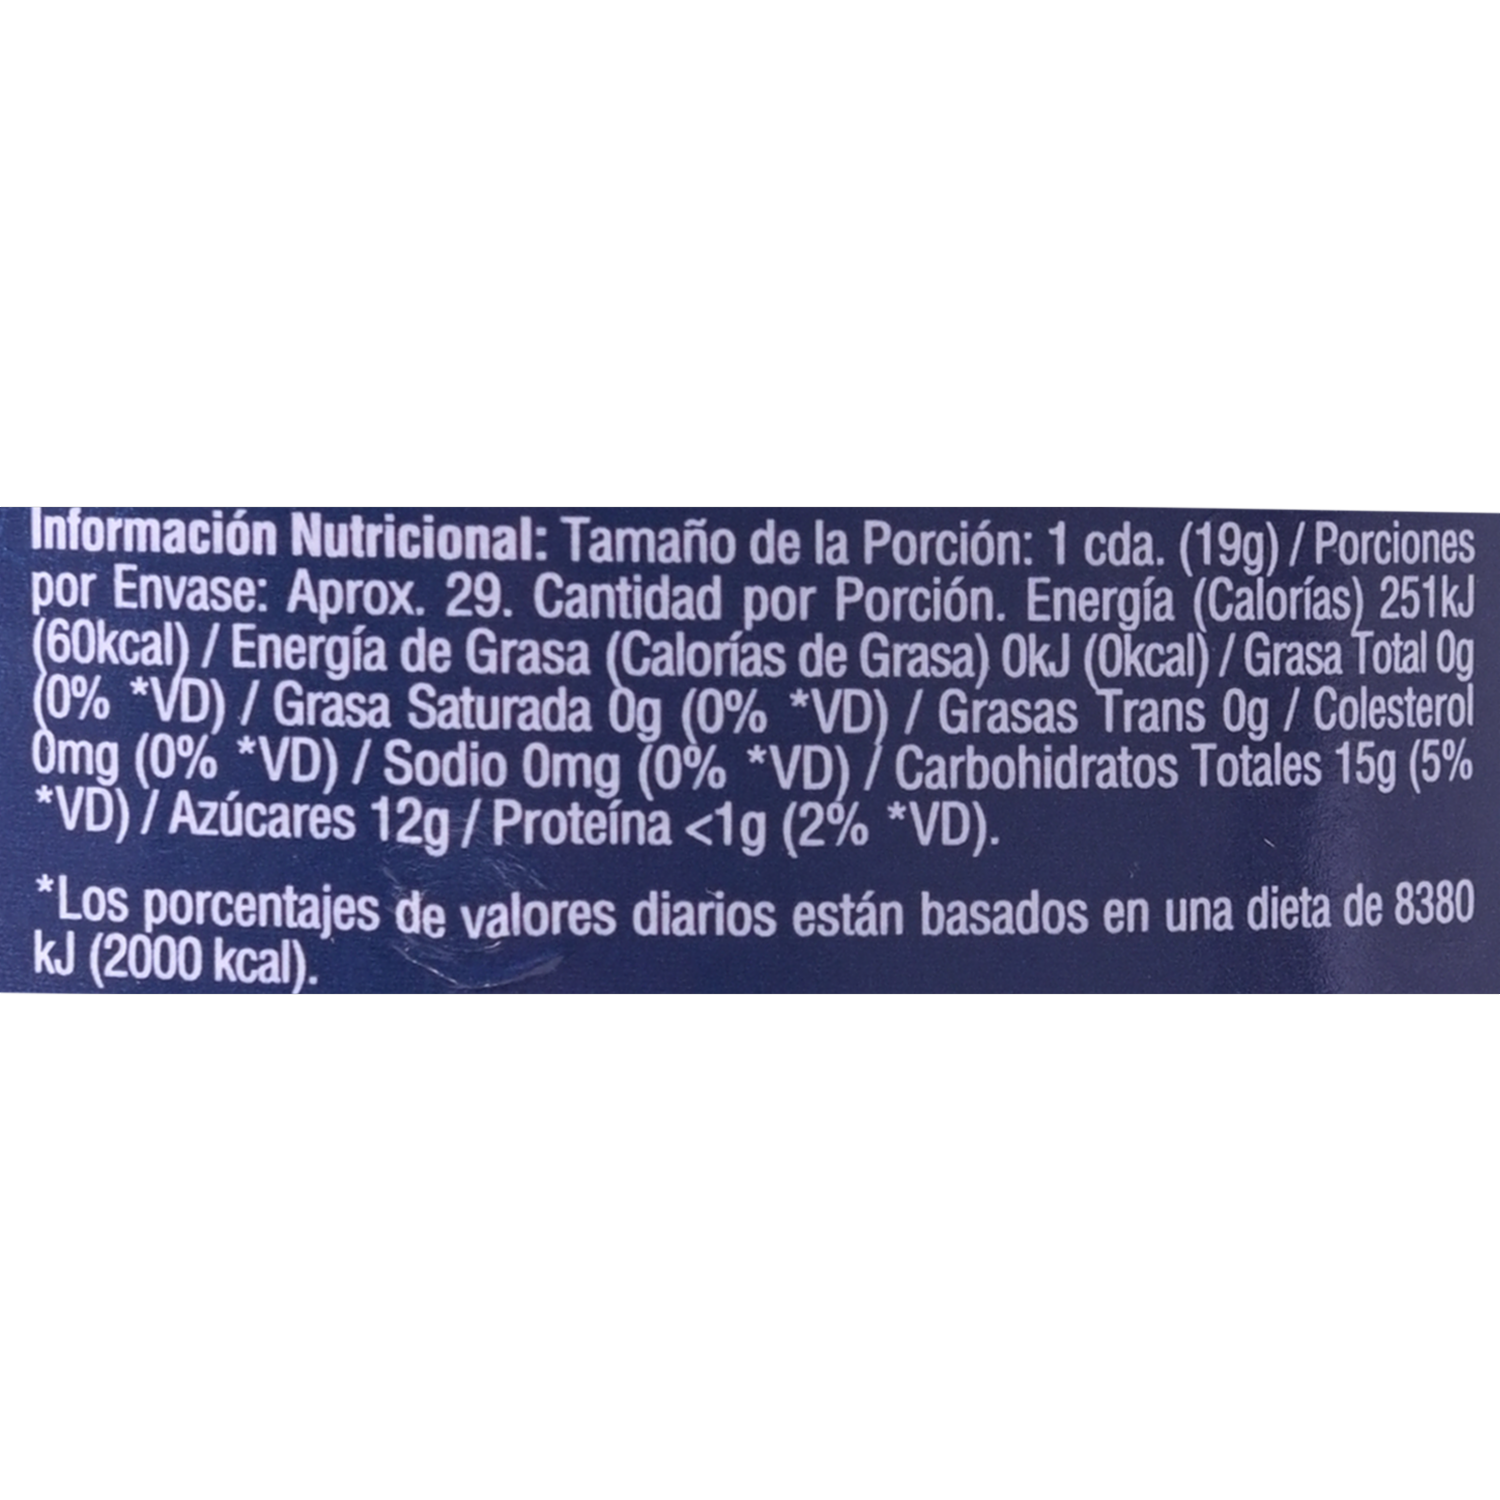 Información Nutricional: Tamaño de la Porción: 1 cda. (19g) / Porciones
por Envase: Aprox. 29. Cantidad por Porción. Energía (Calorías) 251kJ
(60kcal) / Energía de Grasa (Calorías de Grasa) 0kJ (0kcal) / Grasa Total 0g
(0% *VD) / Grasa Saturada 0g (0% *VD) / Grasas Trans 0g / Colesterol
0mg (0% *VD) / Sodio 0mg (0% *VD) / Carbohidratos Totales 15g (5%
*VD) / Azúcares 12g / Proteína <1g (2% *VD).
*Los porcentajes de valores diarios están basados en una dieta de 8380
kJ (2000 kcal).